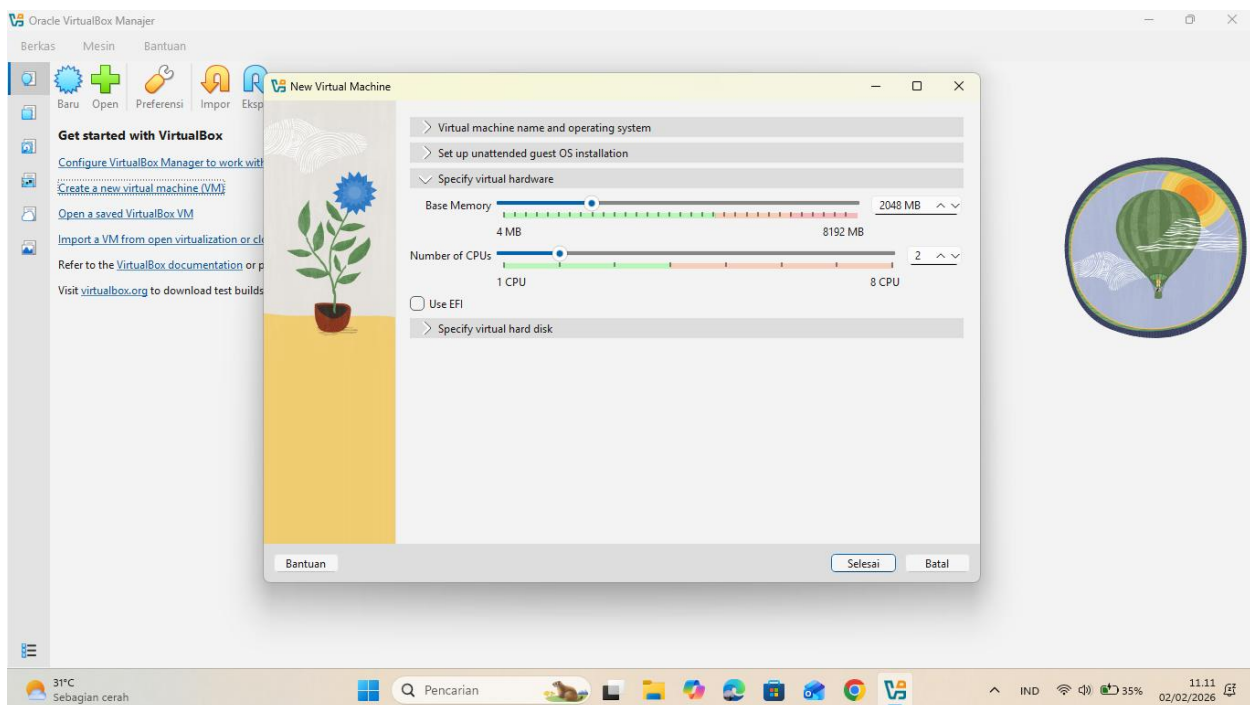 Oracle VirtualBox Manajer
Berkas Mesin Bantuan
Baru Open Preferensi Impor Eksp
Get started with VirtualBox
Configure VirtualBox Manager to work with
Create a new virtual machine (VM)
Open a saved VirtualBox VM
Import a VM from open virtualization or cl
Refer to the VirtualBox documentation or p
Visit virtualbox.org to download test builds
New Virtual Machine
Virtual machine name and operating system
Set up unattended guest OS installation
Specify virtual hardware
Base Memory 2048 MB
4 MB 8192 MB
Number of CPUs 2
1 CPU 8 CPU
Use EFI
Specify virtual hard disk
Bantuan Selesai Batal
31°C
Sebagian cerah
Pencarian
IND 35%
11.11
02/02/2026